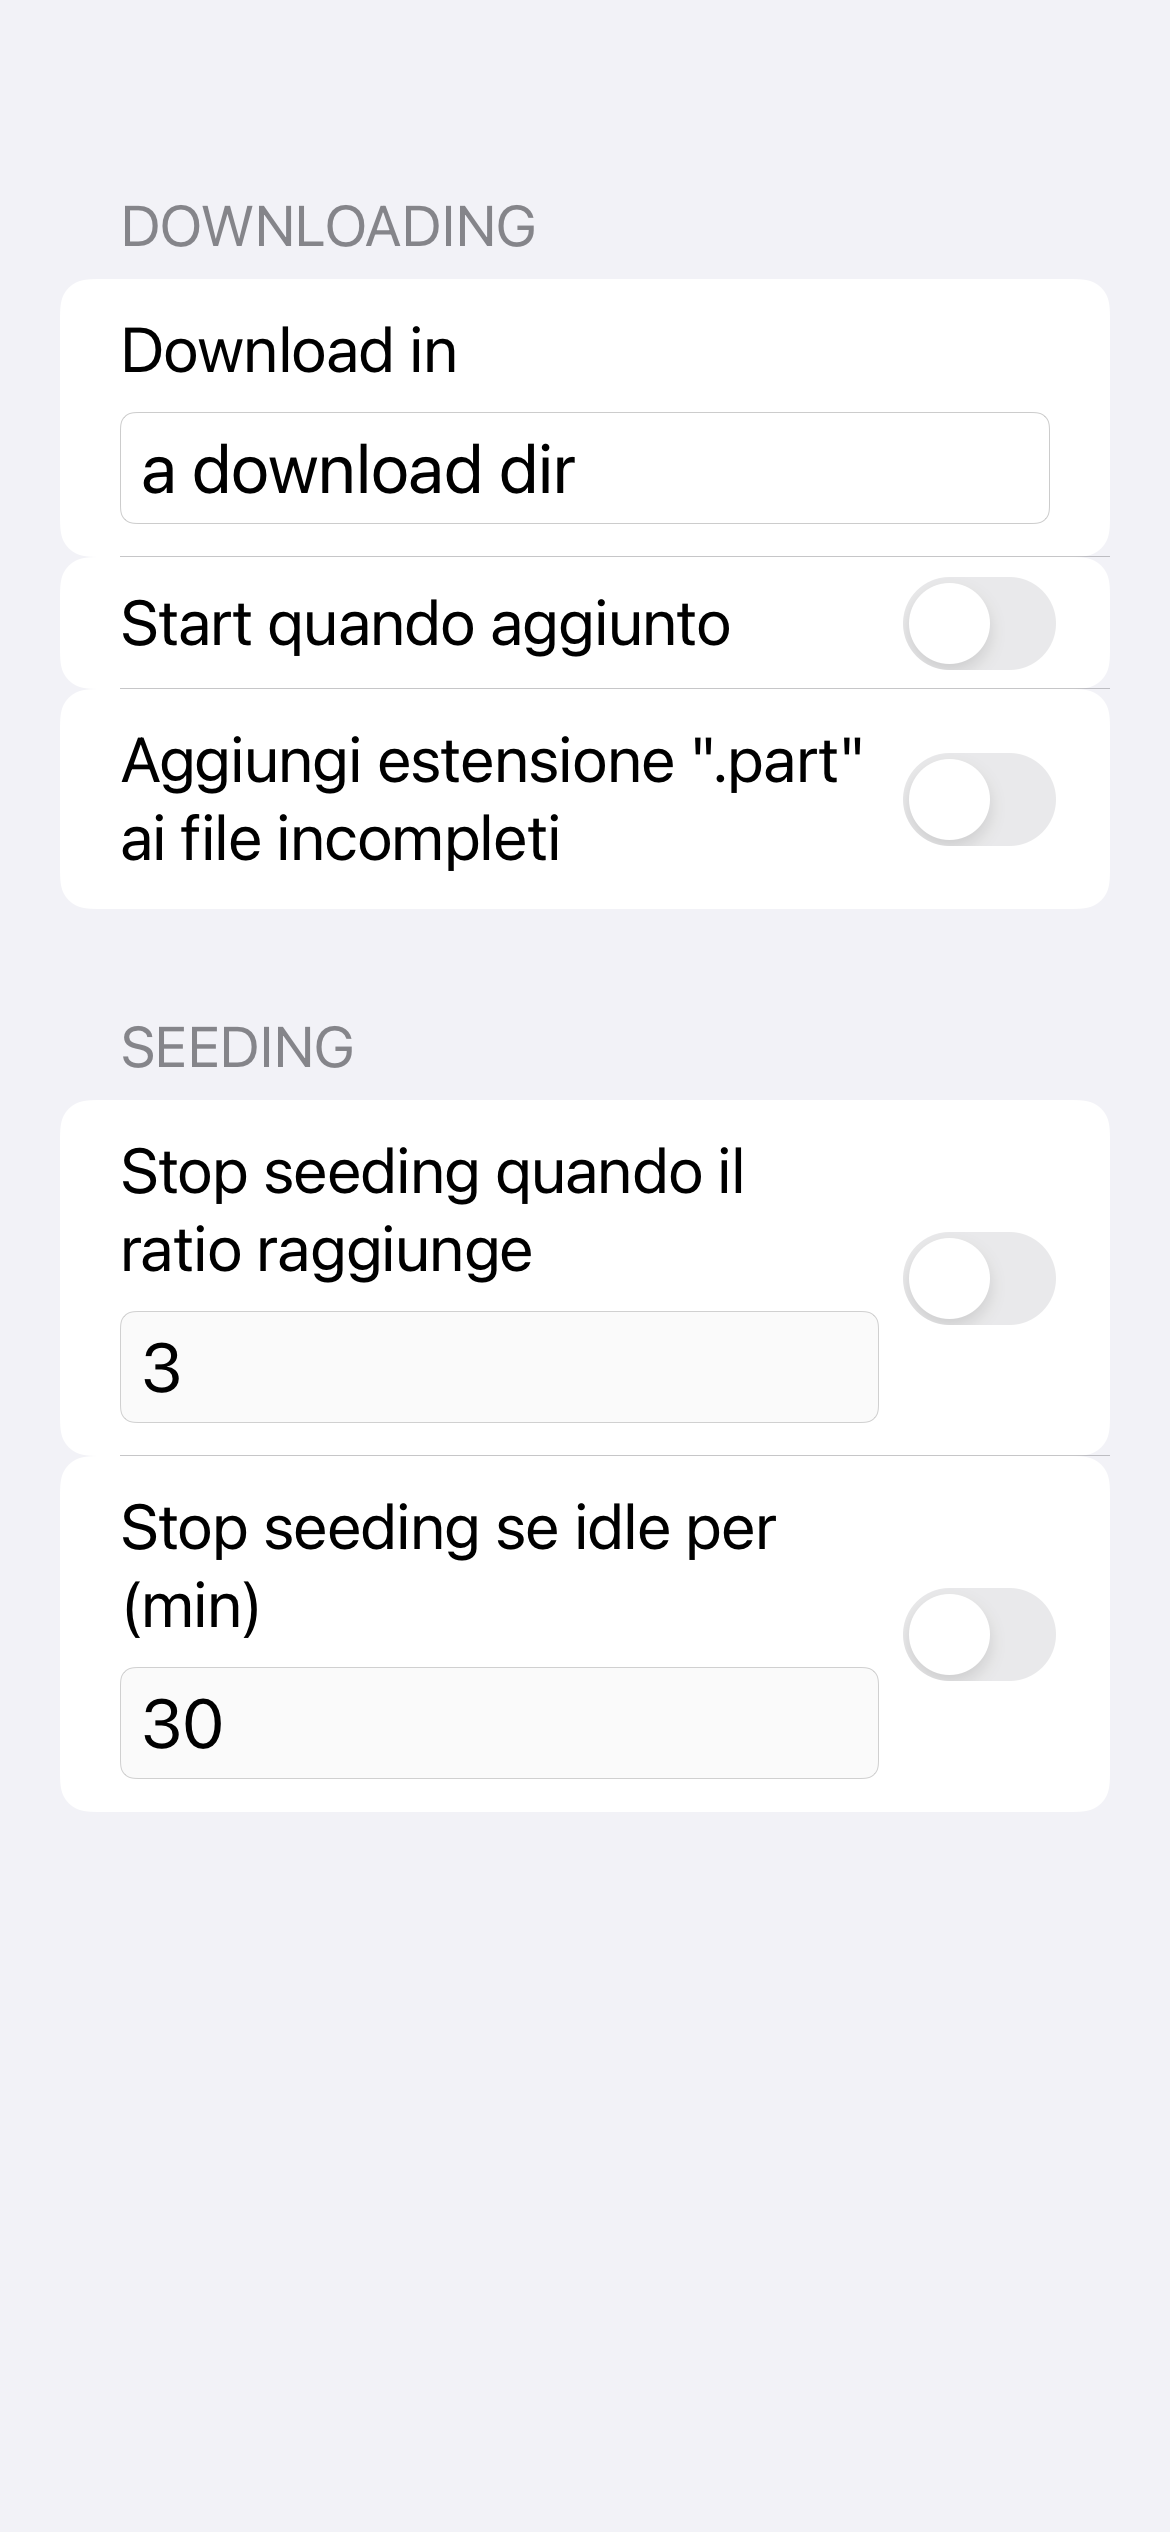 DOWNLOADING
Download in
a download dir
Start quando aggiunto
Aggiungi estensione ".part"
ai file incompleti
SEEDING
Stop seeding quando il
ratio raggiunge
3
Stop seeding se idle per
(min)
30